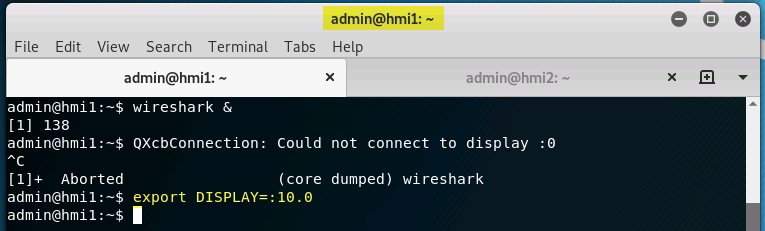 admin@hmi1: ~
File Edit View Search Terminal Tabs Help
admin@hmi1: ~ × admin@hmi2: ~ ×
admin@hmi1:~$ wireshark &
[1] 138
admin@hmi1:~$ QXcbConnection: Could not connect to display :0
^C
[1]+  Aborted                 (core dumped) wireshark
admin@hmi1:~$ export DISPLAY=:10.0
admin@hmi1:~$